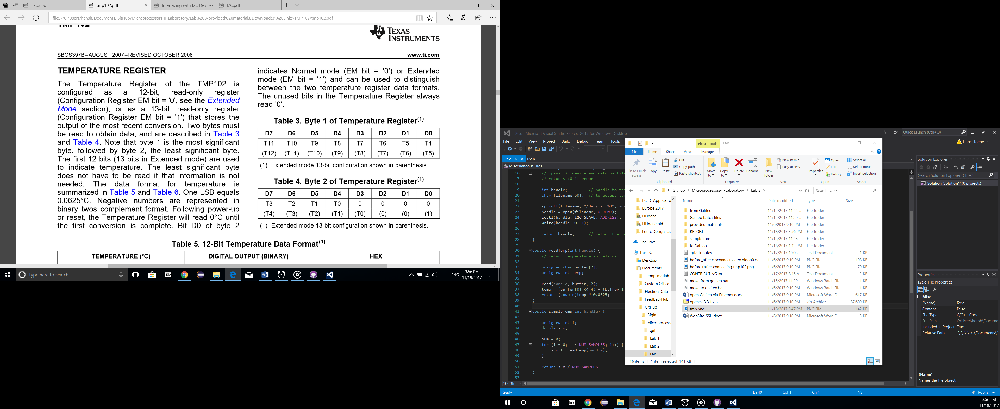 Lab3.pdf
tmp102.pdf
Interfacing with I2C Devices
I2C.pdf
file:///C:/Users/hansh/Documents/GitHub/Microprocessors-II-Laboratory/Lab%203/provided%20materials/Downloaded%20Links/TMP102/tmp102.pdf
TMP102
TEXAS
INSTRUMENTS
SBOS397B–AUGUST 2007–REVISED OCTOBER 2008
www.ti.com
TEMPERATURE REGISTER
The Temperature Register of the TMP102 is
configured as a 12-bit, read-only register
(Configuration Register EM bit = '0', see the Extended
Mode section), or as a 13-bit, read-only register
(Configuration Register EM bit = '1') that stores the
output of the most recent conversion. Two bytes must
be read to obtain data, and are described in Table 3
and Table 4. Note that byte 1 is the most significant
byte, followed by byte 2, the least significant byte.
The first 12 bits (13 bits in Extended mode) are used
to indicate temperature. The least significant byte
does not have to be read if that information is not
needed. The data format for temperature is
summarized in Table 5 and Table 6. One LSB equals
0.0625°C. Negative numbers are represented in
binary twos complement format. Following power-up
or reset, the Temperature Register will read 0°C until
the first conversion is complete. Bit D0 of byte 2
indicates Normal mode (EM bit = '0') or Extended
mode (EM bit = '1') and can be used to distinguish
between the two temperature register data formats.
The unused bits in the Temperature Register always
read '0'.
Table 3. Byte 1 of Temperature Register(1)
D7 D6 D5 D4 D3 D2 D1 D0
T11 T10 T9 T8 T7 T6 T5 T4
(T12) (T11) (T10) (T9) (T8) (T7) (T6) (T5)
(1) Extended mode 13-bit configuration shown in parenthesis.
Table 4. Byte 2 of Temperature Register(1)
D7 D6 D5 D4 D3 D2 D1 D0
T3 T2 T1 T0 0 0 0 0
(T4) (T3) (T2) (T1) (T0) (0) (0) (1)
(1) Extended mode 13-bit configuration shown in parenthesis.
Table 5. 12-Bit Temperature Data Format(1)
TEMPERATURE (°C) DIGITAL OUTPUT (BINARY) HEX
Type here to search
ENG
3:56 PM
11/18/2017
i2c.c - Microsoft Visual Studio Express 2015 for Windows Desktop
Quick Launch (Ctrl+Q)
File Edit View Project Build Debug Team Tools
Hans Hoene
i2c.c
i2c.h
Miscellaneous Files
16 // opens i2c device and returns file
17 // returns <0 if error
18
19 int handle; // handle to the
20 char filename[50]; // to access tem
21
22 sprintf(filename, "/dev/i2c-%d", ada
23 handle = open(filename, O_RDWR);
24 ioctl(handle, I2C_SLAVE, ADDRESS);
25 write(handle, 0, 1);
26
27 return handle; // return the ha
28 }
29
30 double readTemp(int handle) {
31 // return temperature in celsius
32
33 unsigned char buffer[2];
34 unsigned int temp;
35
36 read(handle, buffer, 2);
37 temp = (buffer[0] << 4) + (buffer[1]
38 return (double)temp * 0.0625;
39 }
40
41 double sampleTemp(int handle) {
42
43 unsigned int i;
44 double sum;
45
46 sum = 0;
47 for (i = 0; i < NUM_SAMPLES; i++) {
48 sum += readTemp(handle);
49 }
50
51 return sum / NUM_SAMPLES;
52 }
53
100 %
Ready
Ln 40 Col 1 Ch 1 INS
Publish
Picture Tools
Lab 3
File Home Share View Manage
Pin to Quick access
Copy
Paste
Cut
Copy path
Paste shortcut
Clipboard
Move to
Copy to
Delete
Rename
Organize
New folder
New item
Easy access
New
Properties
Open
Edit
History
Open
Select all
Select none
Invert selection
Select
« GitHub > Microprocessors-II-Laboratory > Lab 3 >
Search Lab 3
ECE C Applicatic
Europe 2017
HHoene
HHoene old
Logic Design Lab
OneDrive
This PC
Desktop
Documents
_temp_matlab_
Custom Office
Election Data
FeedbackHub
GitHub
BigInt
Microprocess
.git
Lab 1
Lab 2
Lab 3
Name Date modified Type Size
from Galileo 11/15/2017 11:44 ... File folder
Galileo batch files 11/15/2017 11:29 ... File folder
provided materials 11/6/2017 9:10 PM File folder
REPORT 11/18/2017 3:56 PM File folder
sample runs 11/15/2017 11:43 ... File folder
to Galileo 11/18/2017 1:42 PM File folder
.gitattributes 11/17/2017 10:03 ... Text Document 1 KB
before_after disconnect video video0 de... 11/6/2017 9:10 PM PNG File 108 KB
before+after connecting tmp102.png 11/6/2017 9:10 PM PNG File 70 KB
CONTRIBUTING.txt 11/17/2017 8:45 A... Text Document 2 KB
move from galileo.bat 11/15/2017 11:29 ... Windows Batch File 1 KB
move to galileo.bat 11/6/2017 9:10 PM Windows Batch File 1 KB
open Galileo via Ethernet.docx 11/6/2017 9:10 PM Microsoft Word D... 617 KB
opencv-3.3.1.zip 11/6/2017 9:10 PM zip Archive 87,609 KB
tmp.png 11/18/2017 3:47 PM PNG File 142 KB
WebSite_SSH.docx 11/6/2017 9:10 PM Microsoft Word D... 5 KB
16 items 1 item selected 141 KB
Solution Explorer
Search Solution Explorer (Ctrl+;)
Solution 'Solution1' (0 projects)
Properties
i2c.c File Properties
Misc
(Name) i2c.c
Content False
File Type C/C++ Code
Full Path C:\Users\hansh\Docume
Included In Project True
Relative Path ..\..\..\..\..\..\Documents\G
(Name)
Names the file object.
3:56 PM
11/18/2017